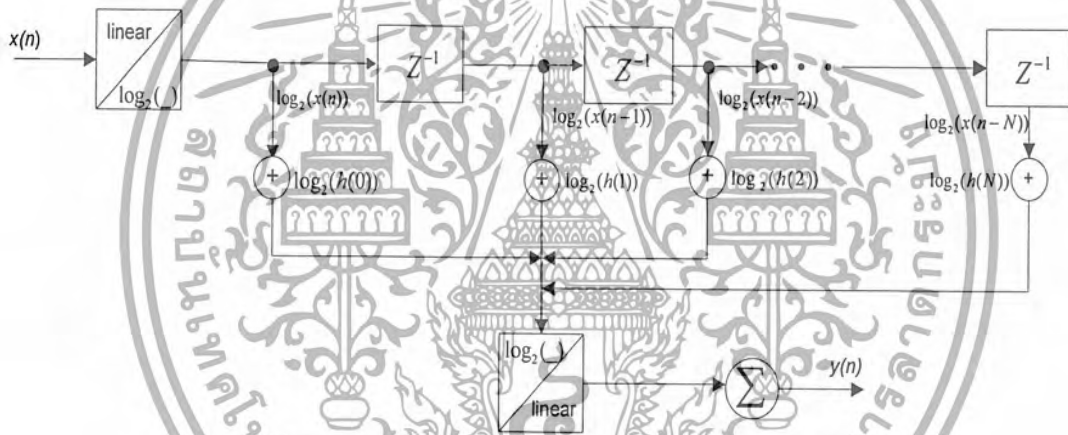 x(n)
linear
log₂(_)
Z⁻¹
Z⁻¹
Z⁻¹
log₂(x(n))
log₂(x(n−1))
log₂(x(n−2))
log₂(x(n−N))
+
log₂(h(0))
+
log₂(h(1))
+
log₂(h(2))
log₂(h(N))
+
log₂(_)
linear
Σ
y(n)